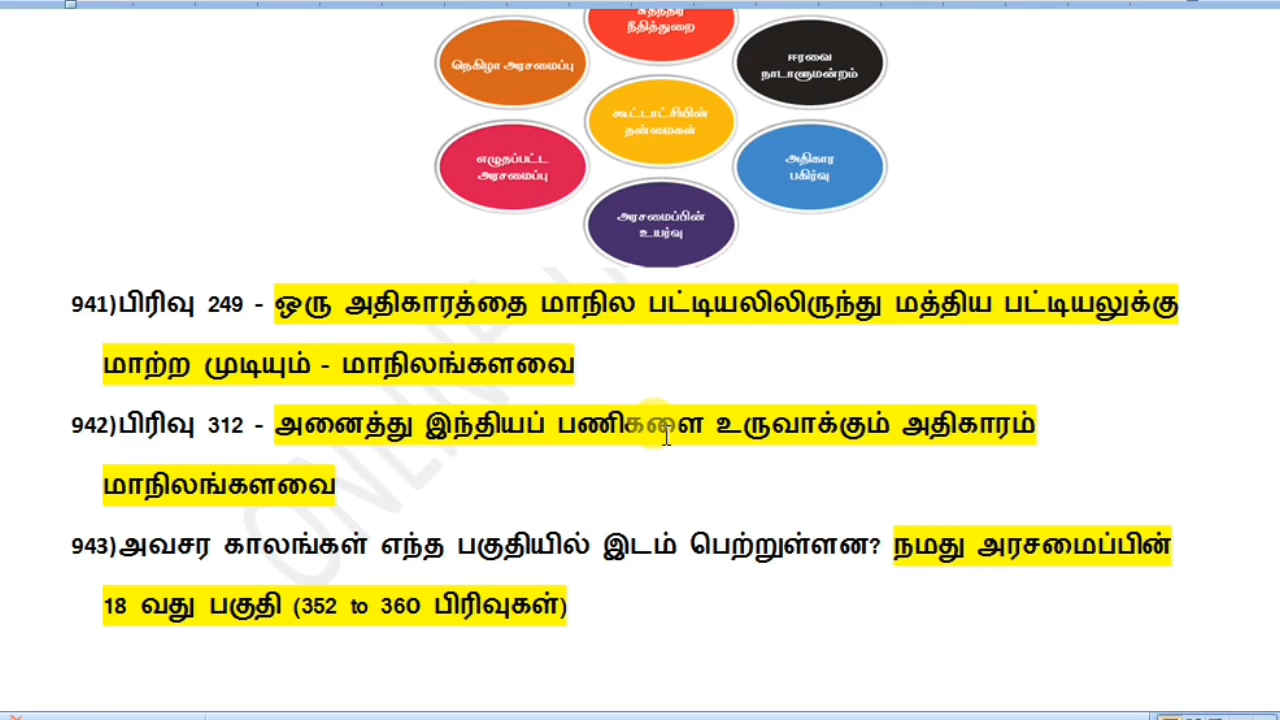 சுதந்திர
நீதித்துறை
நெகிழா அரசமைப்பு
ஈரவை
நாடாளுமன்றம்
கூட்டாட்சியின்
தன்மைகள்
எழுதப்பட்ட
அரசமைப்பு
அதிகார
பகிர்வு
அரசமைப்பின்
உயர்வு
941)பிரிவு 249 - ஒரு அதிகாரத்தை மாநில பட்டியலிலிருந்து மத்திய பட்டியலுக்கு
மாற்ற முடியும் - மாநிலங்களவை
942)பிரிவு 312 - அனைத்து இந்தியப் பணிகளை உருவாக்கும் அதிகாரம்
மாநிலங்களவை
943)அவசர காலங்கள் எந்த பகுதியில் இடம் பெற்றுள்ளன? நமது அரசமைப்பின்
18 வது பகுதி (352 to 360 பிரிவுகள்)
ONLINE